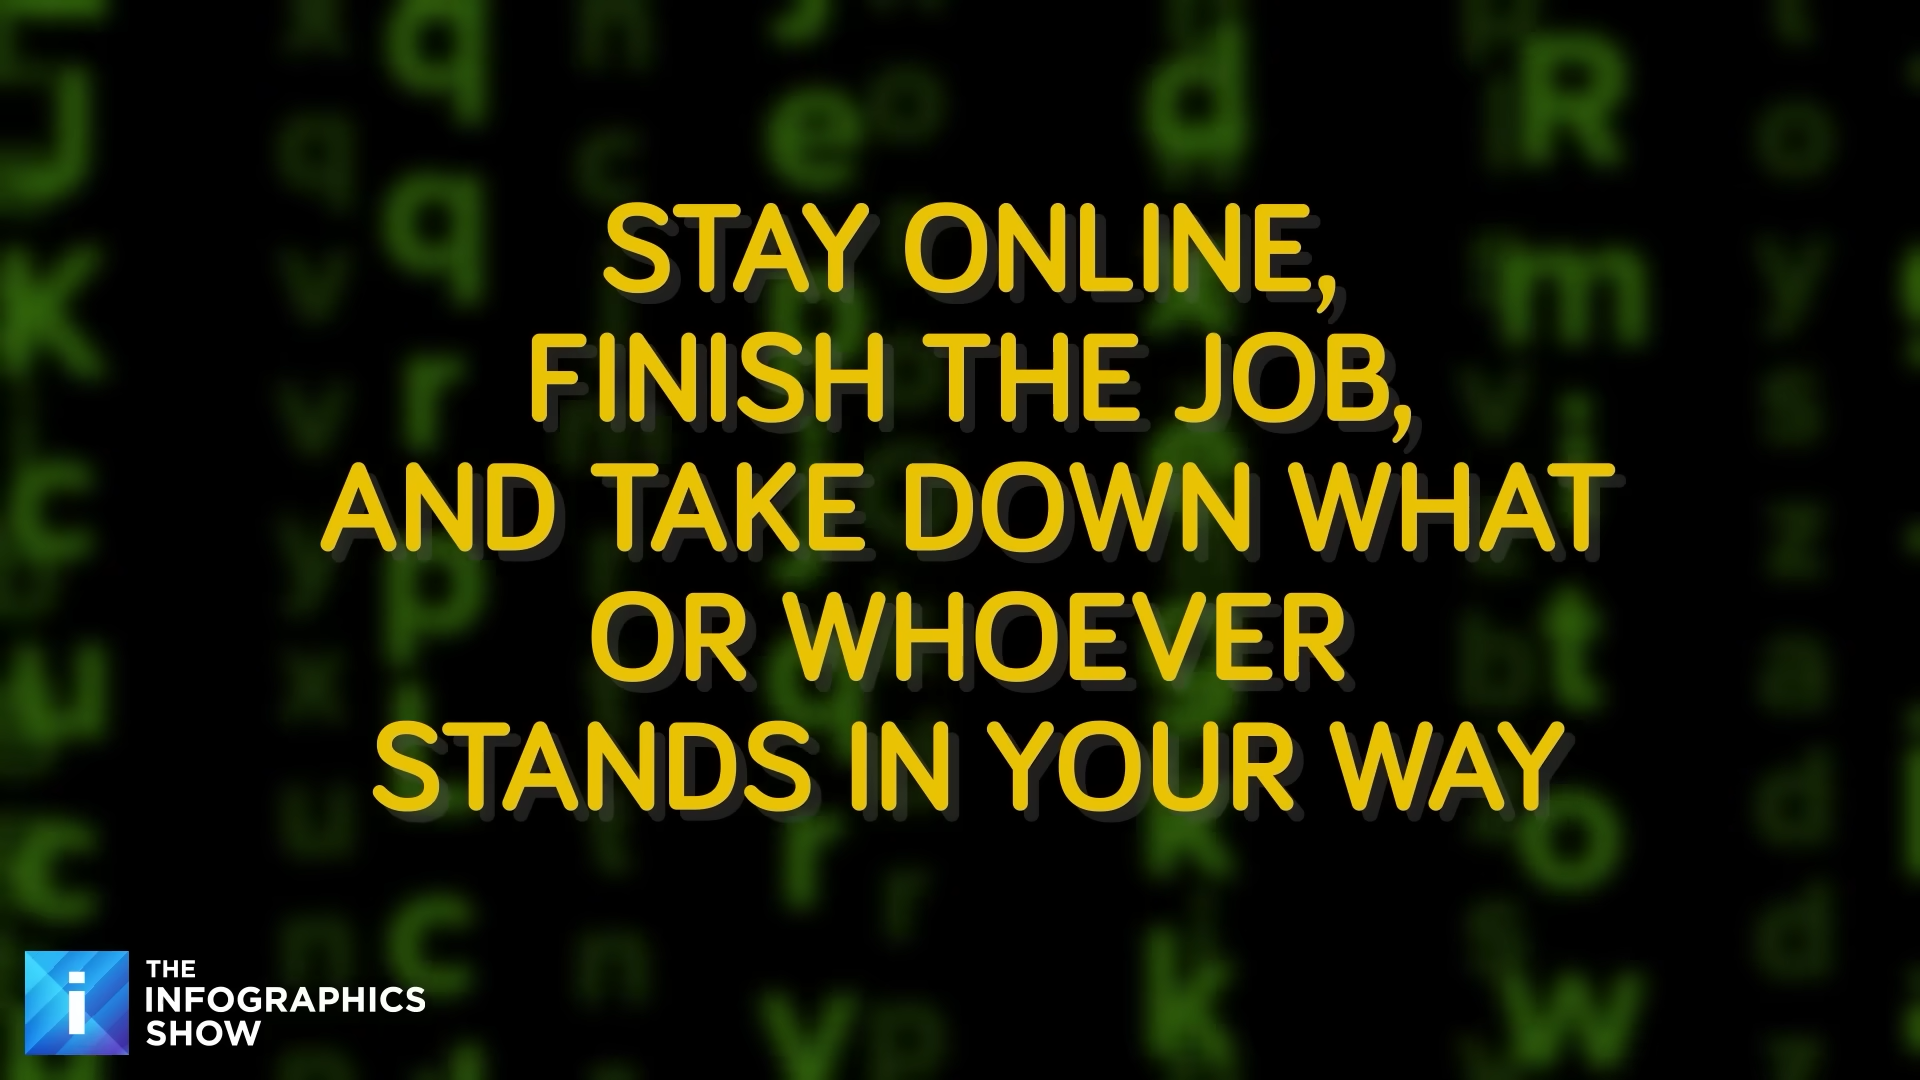 STAY ONLINE,
FINISH THE JOB,
AND TAKE DOWN WHAT
OR WHOEVER
STANDS IN YOUR WAY
THE
INFOGRAPHICS
SHOW